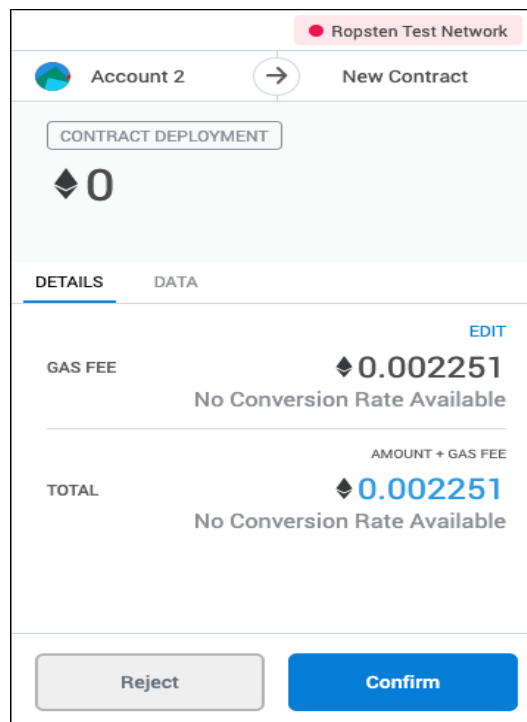 Ropsten Test Network
Account 2
New Contract
CONTRACT DEPLOYMENT
0
DETAILS DATA
EDIT
GAS FEE 0.002251
No Conversion Rate Available
AMOUNT + GAS FEE
TOTAL 0.002251
No Conversion Rate Available
Reject Confirm